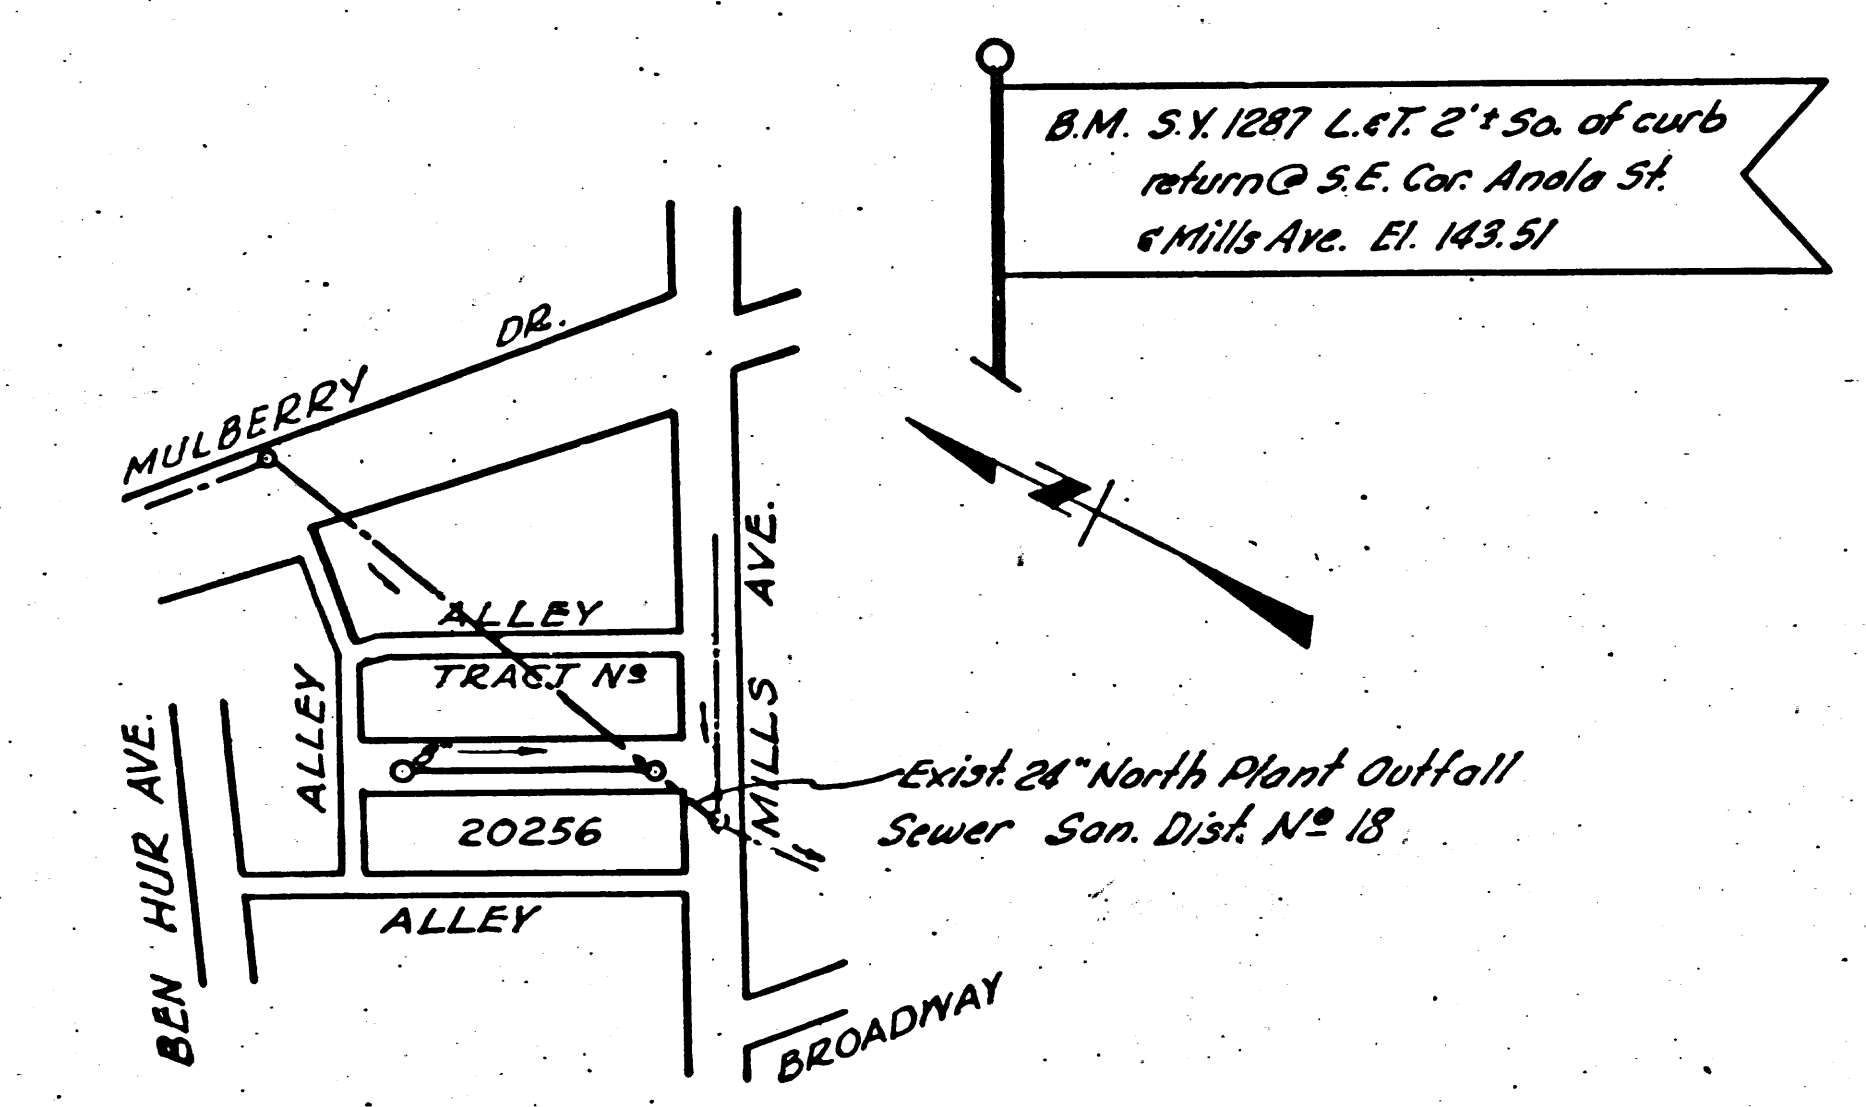 B.M. S.Y. 1287 L.&T. 2'± So. of curb
return@ S.E. Cor. Anola St.
& Mills Ave. El. 143.51
MULBERRY DR.
N
MILLS AVE.
ALLEY
TRACT Nº
ALLEY
8"
Exist. 24" North Plant Outfall
Sewer San. Dist. Nº 18
20256
ALLEY
BEN HUR AVE.
BROADWAY